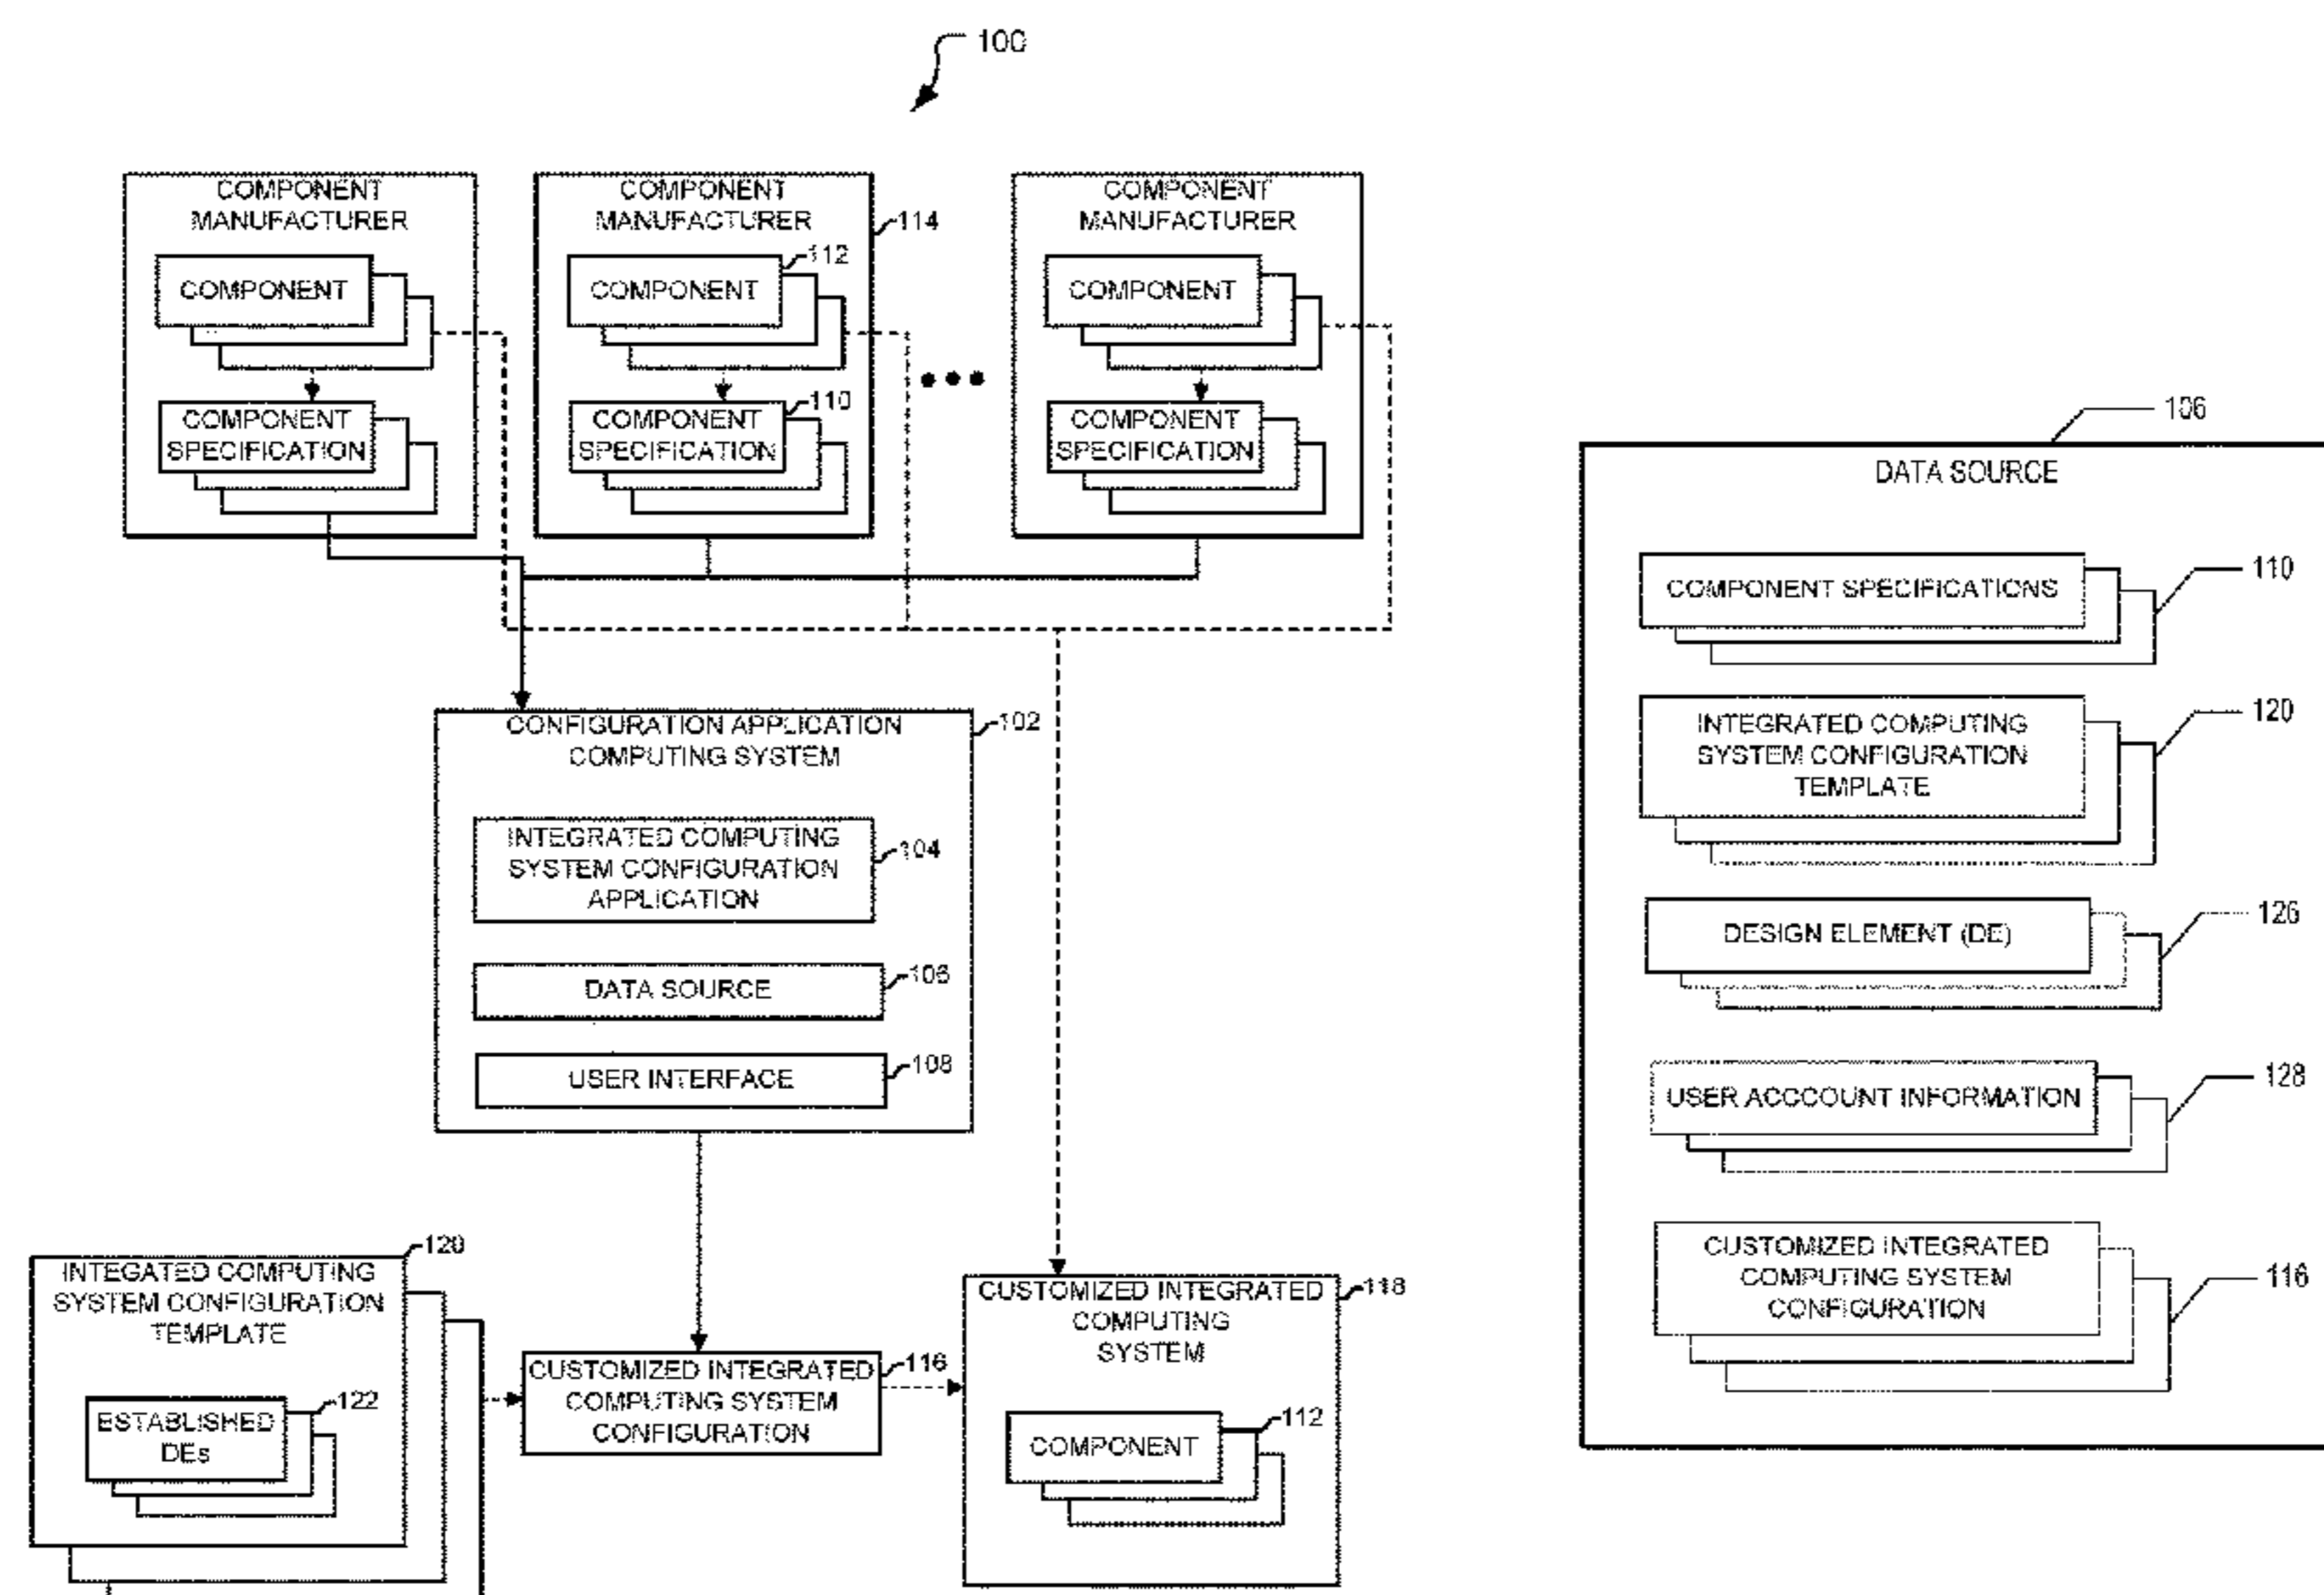 100
COMPONENT
MANUFACTURER
COMPONENT
COMPONENT
SPECIFICATION
COMPONENT
MANUFACTURER
114
112
COMPONENT
110
COMPONENT
SPECIFICATION
COMPONENT
MANUFACTURER
COMPONENT
COMPONENT
SPECIFICATION
CONFIGURATION APPLICATION
COMPUTING SYSTEM
102
INTEGRATED COMPUTING
SYSTEM CONFIGURATION
APPLICATION
104
DATA SOURCE
106
USER INTERFACE
108
120
INTEGATED COMPUTING
SYSTEM CONFIGURATION
TEMPLATE
ESTABLISHED
DEs
122
CUSTOMIZED INTEGRATED
COMPUTING SYSTEM
CONFIGURATION
116
CUSTOMIZED INTEGRATED
COMPUTING
SYSTEM
118
COMPONENT
112
106
DATA SOURCE
COMPONENT SPECIFICATIONS
110
INTEGRATED COMPUTING
SYSTEM CONFIGURATION
TEMPLATE
120
DESIGN ELEMENT (DE)
126
USER ACCCOUNT INFORMATION
128
CUSTOMIZED INTEGRATED
COMPUTING SYSTEM
CONFIGURATION
116